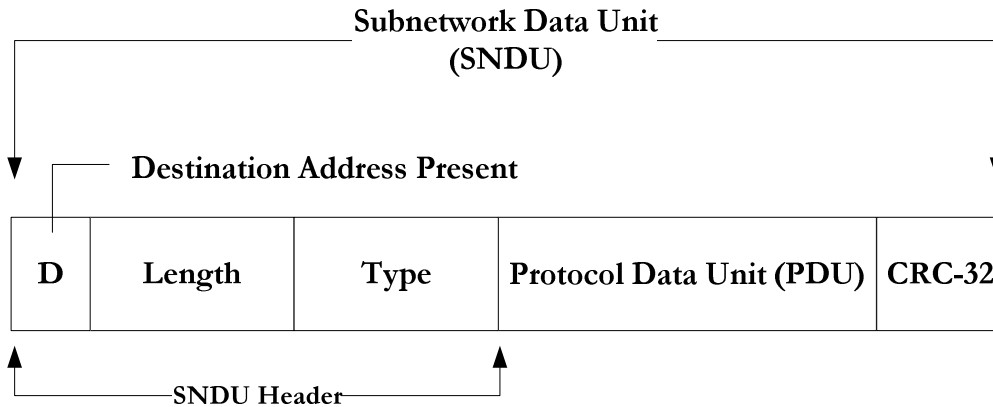 Subnetwork Data Unit
(SNDU)
Destination Address Present
D Length Type Protocol Data Unit (PDU) CRC-32
SNDU Header